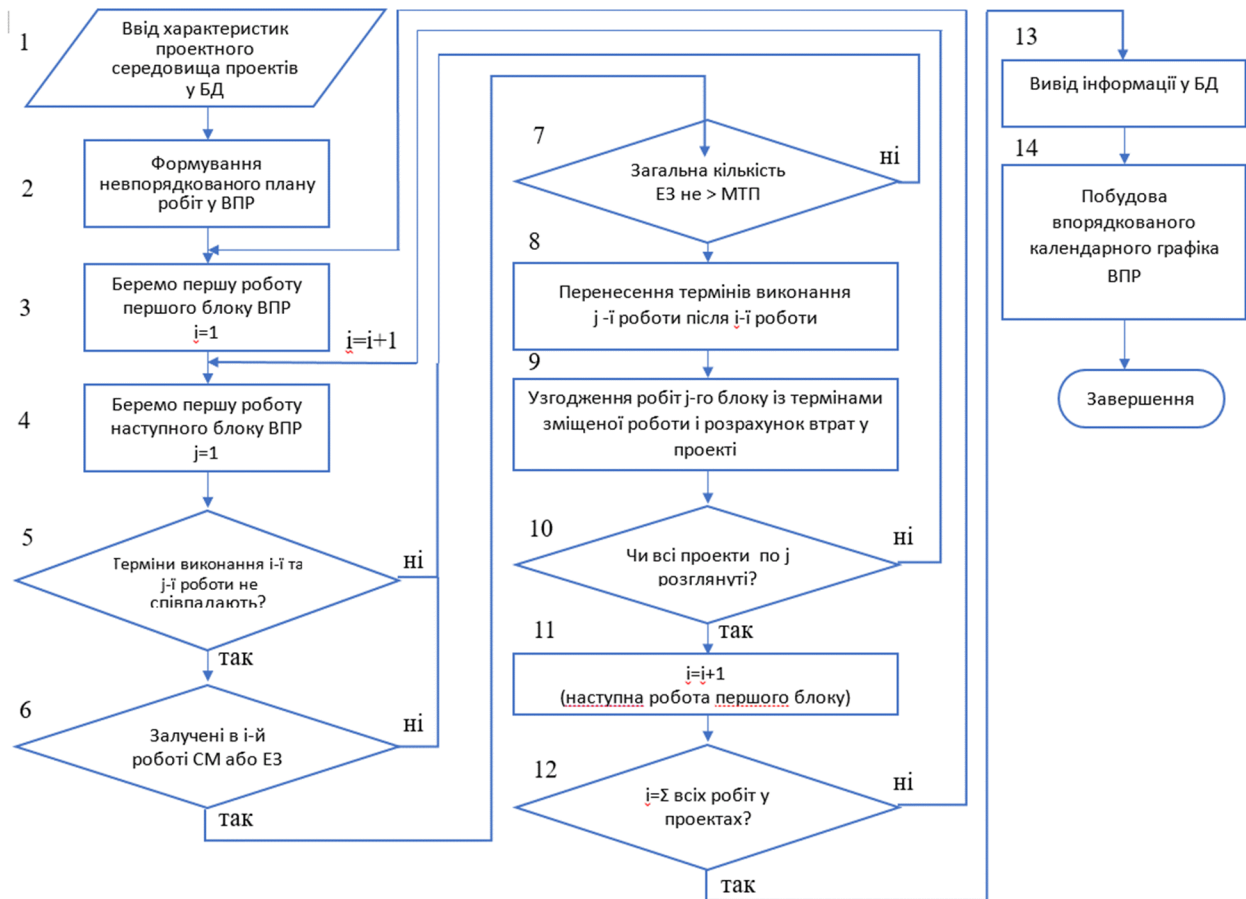 1
Ввід характеристик
проектного
середовища проектів
у БД
2
Формування
невпорядкованого плану
робіт у ВПР
3
Беремо першу роботу
першого блоку ВПР
i=1
i=i+1
4
Беремо першу роботу
наступного блоку ВПР
j=1
5
Терміни виконання i-ї та
j-ї роботи не
співпадають?
ні
так
6
Залучені в i-й
роботі СМ або ЕЗ
ні
так
7
Загальна кількість
ЕЗ не > МТП
ні
8
Перенесення термінів виконання
j -ї роботи після i-ї роботи
9
Узгодження робіт j-го блоку із термінами
зміщеної роботи і розрахунок втрат у
проекті
10
Чи всі проекти по j
розглянуті?
ні
так
11
i=i+1
(наступна робота першого блоку)
12
i=Σ всіх робіт у
проектах?
ні
так
13
Вивід інформації у БД
14
Побудова
впорядкованого
календарного графіка
ВПР
Завершення